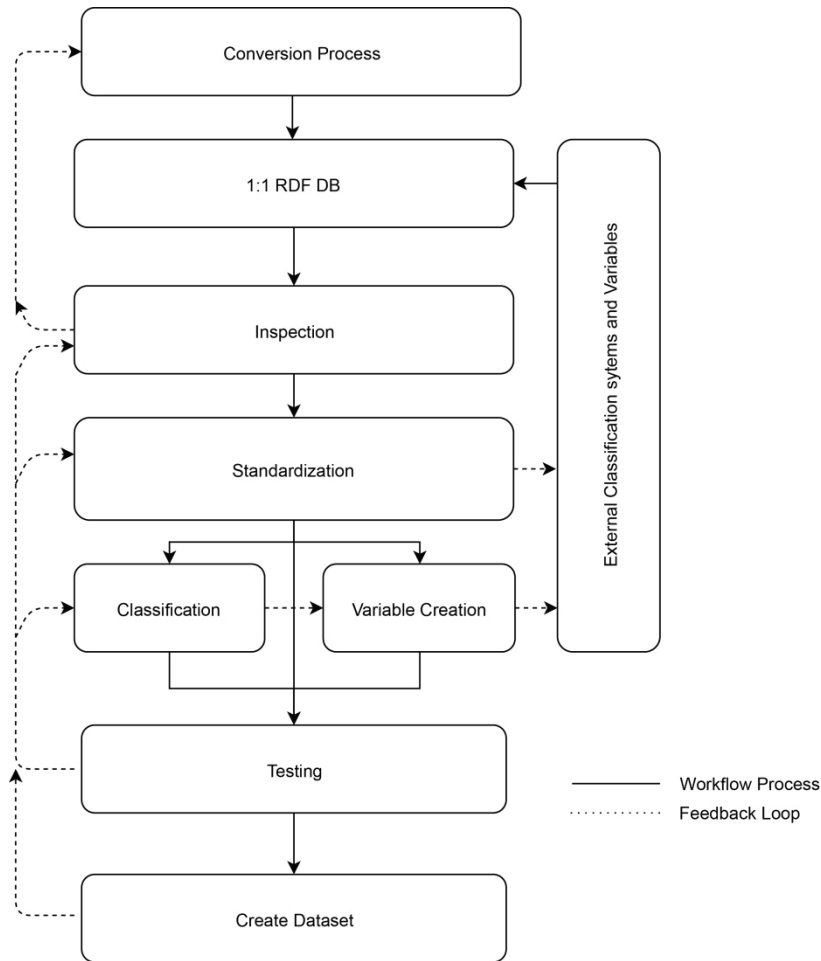 Conversion Process
1:1 RDF DB
Inspection
Standardization
Classification
Variable Creation
External Classification sytems and Variables
Testing
Workflow Process
Feedback Loop
Create Dataset